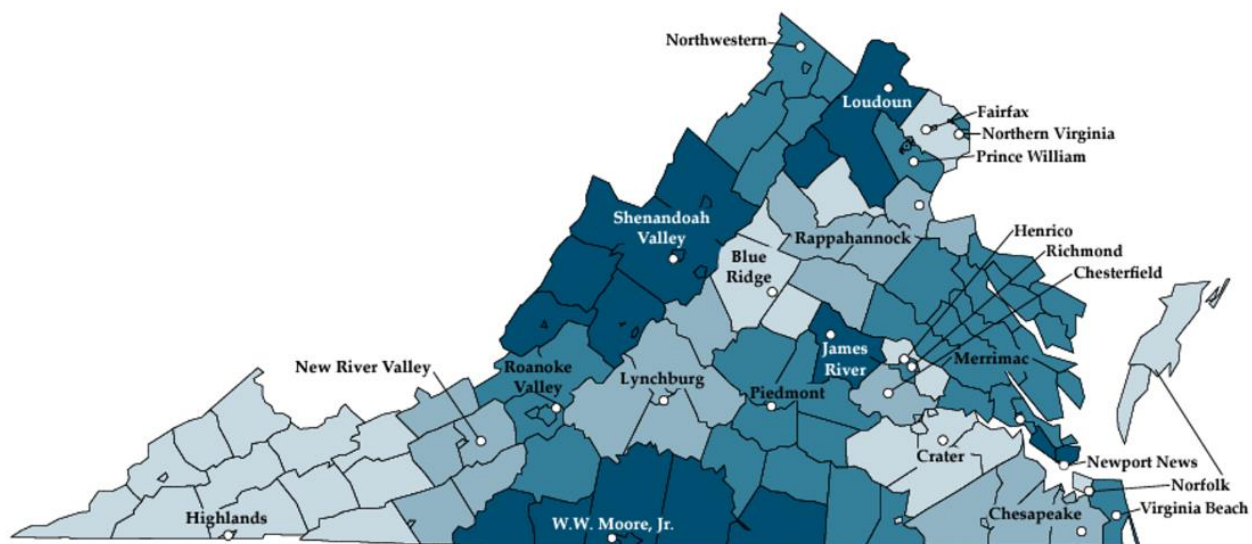 Northwestern
Loudoun
Fairfax
Northern Virginia
Prince William
Shenandoah
Valley
Rappahannock
Henrico
Richmond
Chesterfield
Blue
Ridge
New River Valley
Roanoke
Valley
Lynchburg
Piedmont
James
River
Merrimac
Crater
Newport News
Norfolk
Virginia Beach
Chesapeake
Highlands
W.W. Moore, Jr.